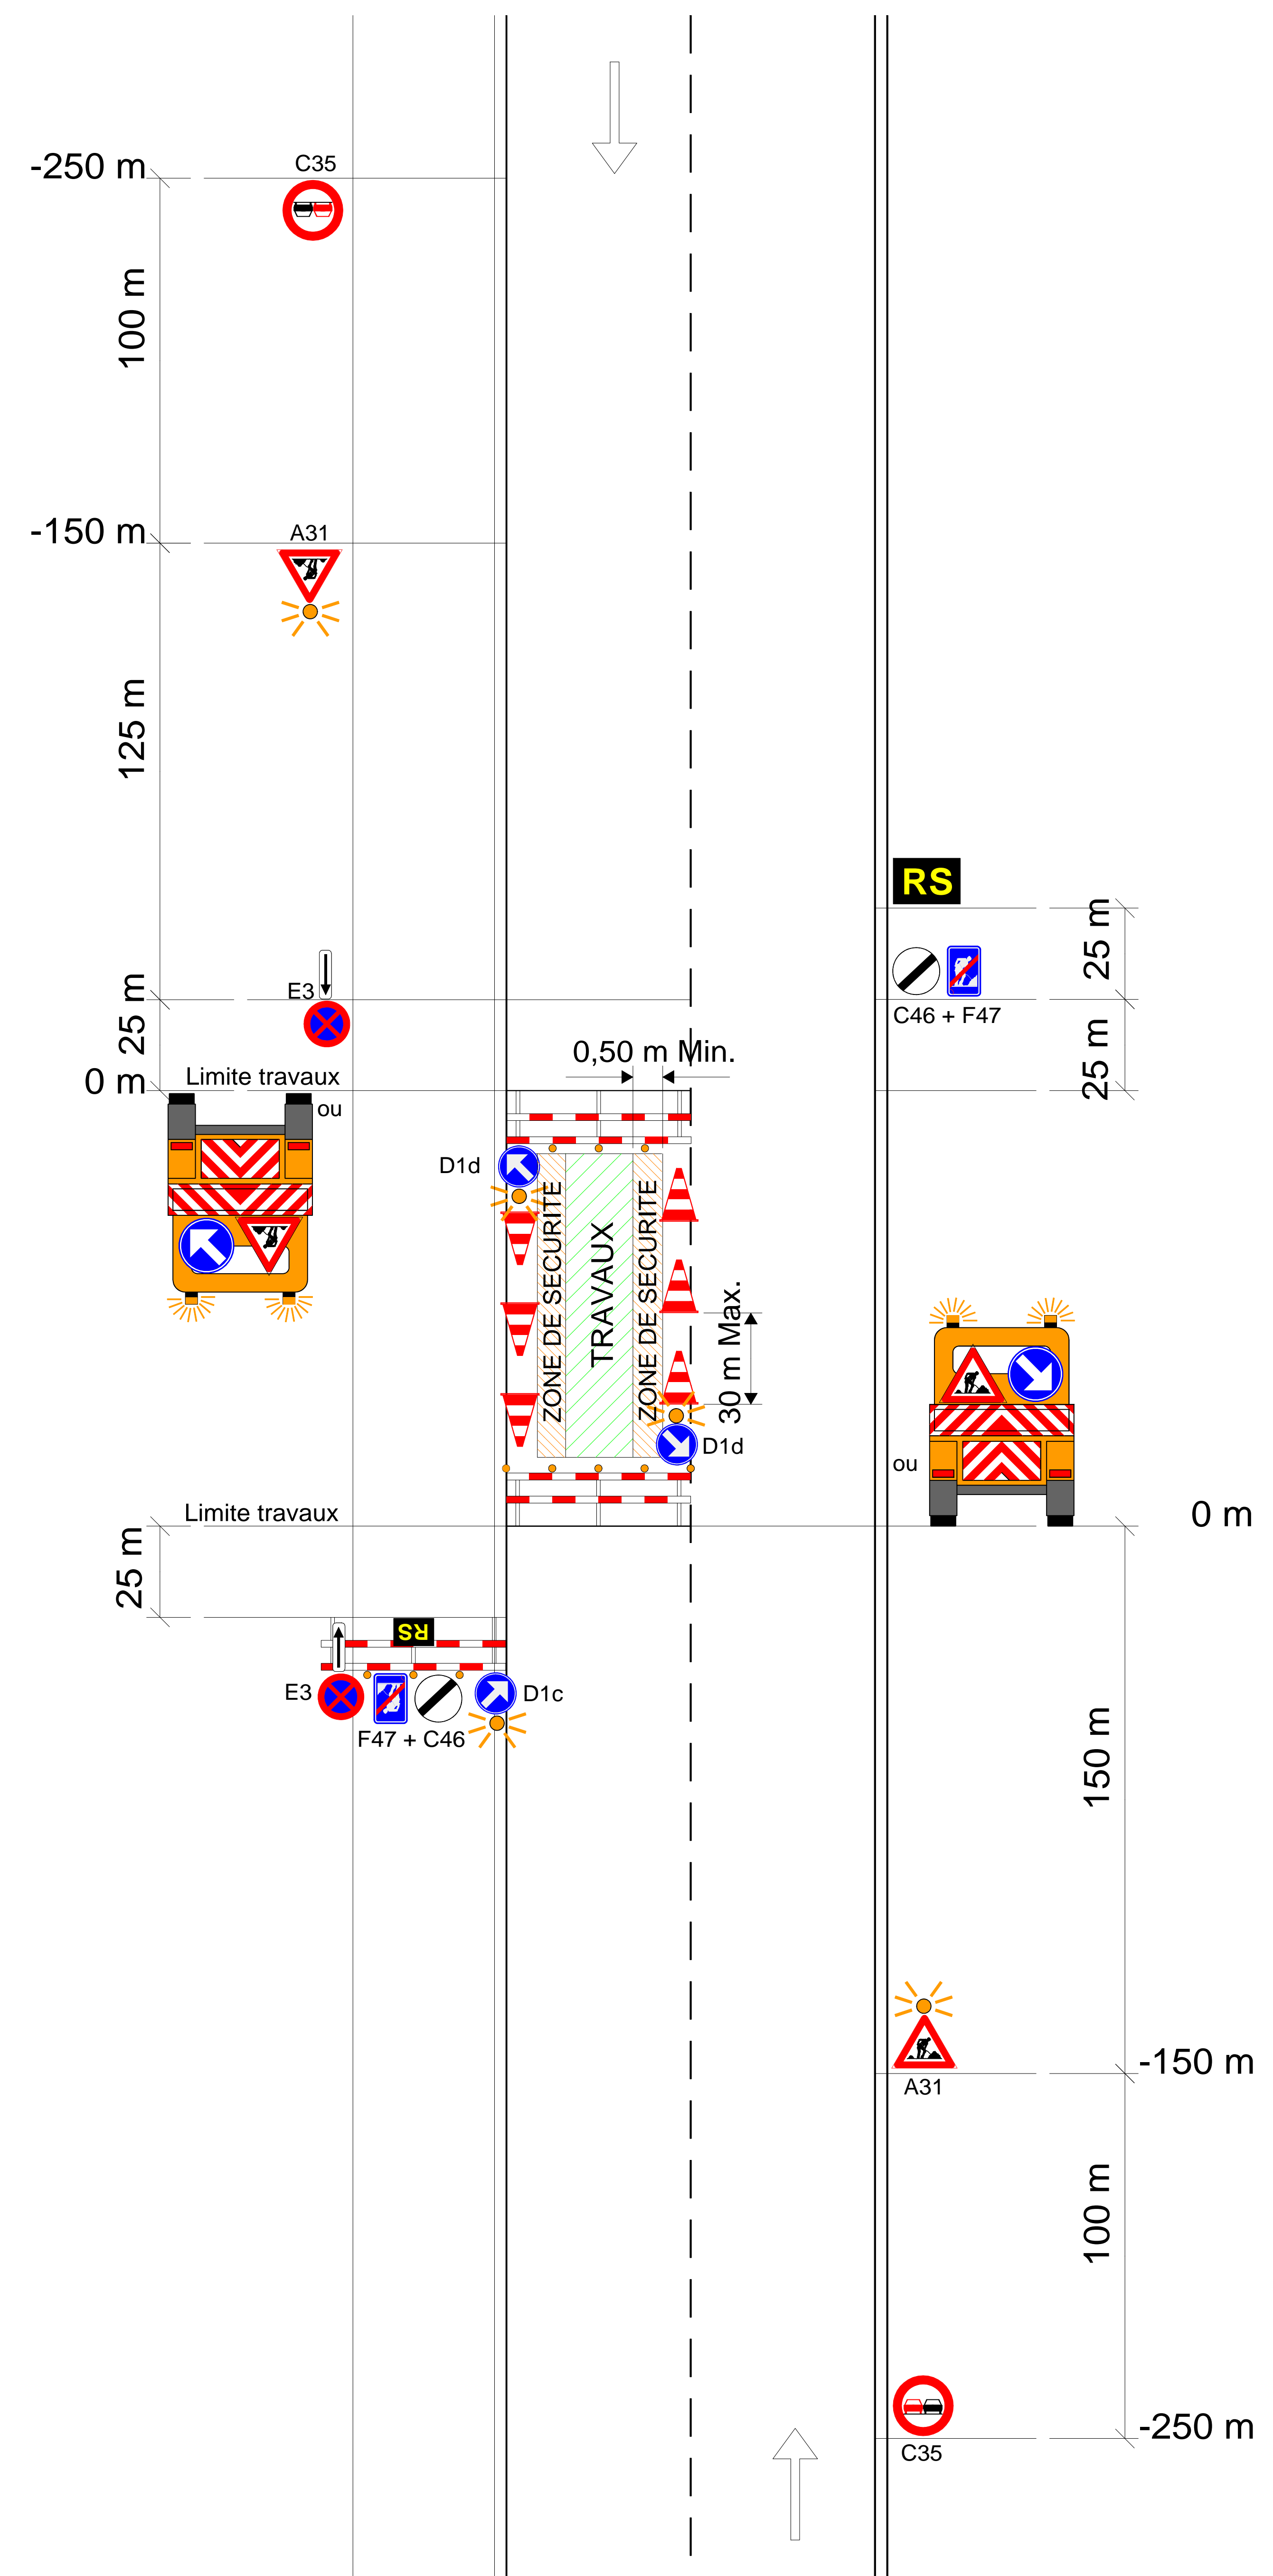 -250 m
C35
100 m
-150 m
A31
125 m
RS
25 m
C46 + F47
25 m
E3
25 m
0,50 m Min.
0 m
Limite travaux
ou
D1d
ZONE DE SECURITE
TRAVAUX
ZONE DE SECURITE
30 m Max.
D1d
ou
Limite travaux
0 m
25 m
RS
E3
D1c
F47 + C46
150 m
-150 m
A31
100 m
-250 m
C35